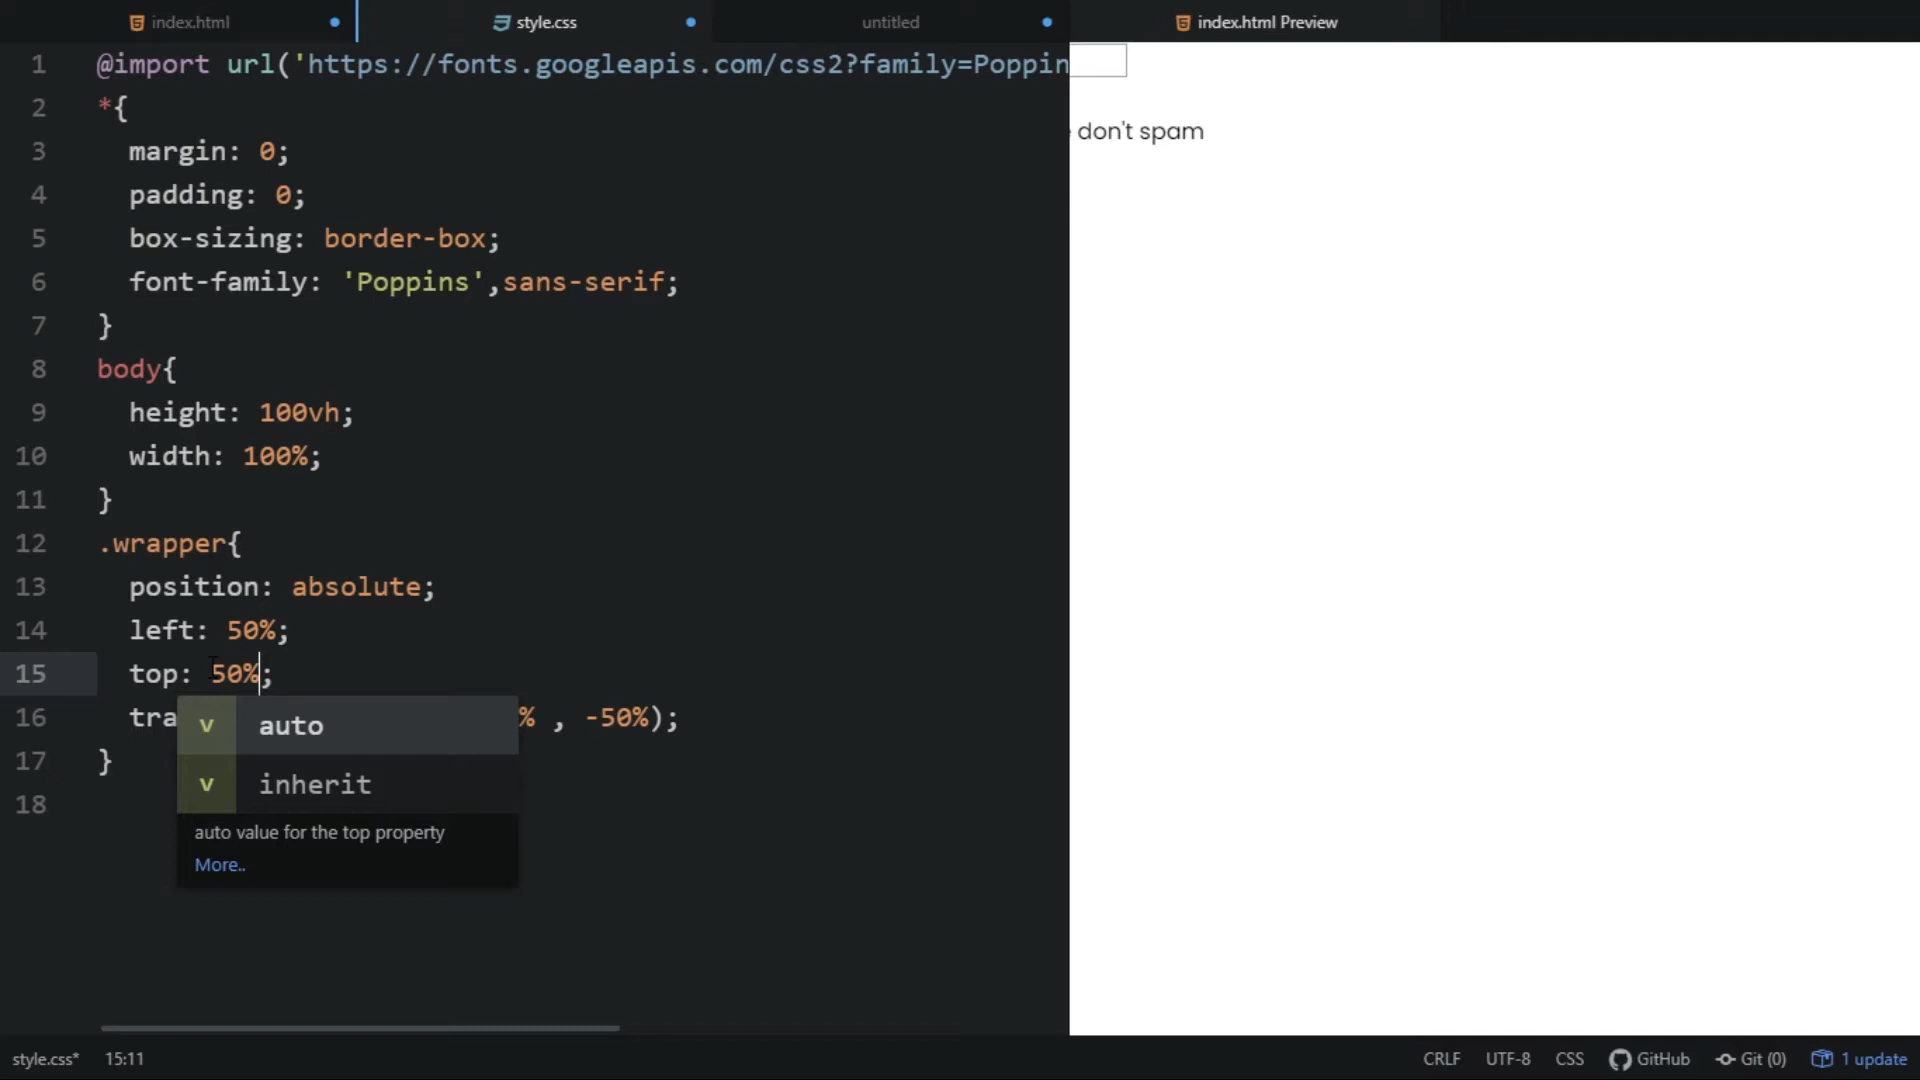 index.html
style.css
untitled
index.html Preview
1 @import url('https://fonts.googleapis.com/css2?family=Poppin
2 *{
3 margin: 0;
4 padding: 0;
5 box-sizing: border-box;
6 font-family: 'Poppins',sans-serif;
7 }
8 body{
9 height: 100vh;
10 width: 100%;
11 }
12 .wrapper{
13 position: absolute;
14 left: 50%;
15 top: 50%;
16 tra % , -50%);
17 }
18
v auto
v inherit
auto value for the top property
More..
don't spam
style.css* 15:11 CRLF UTF-8 CSS GitHub Git (0) 1 update